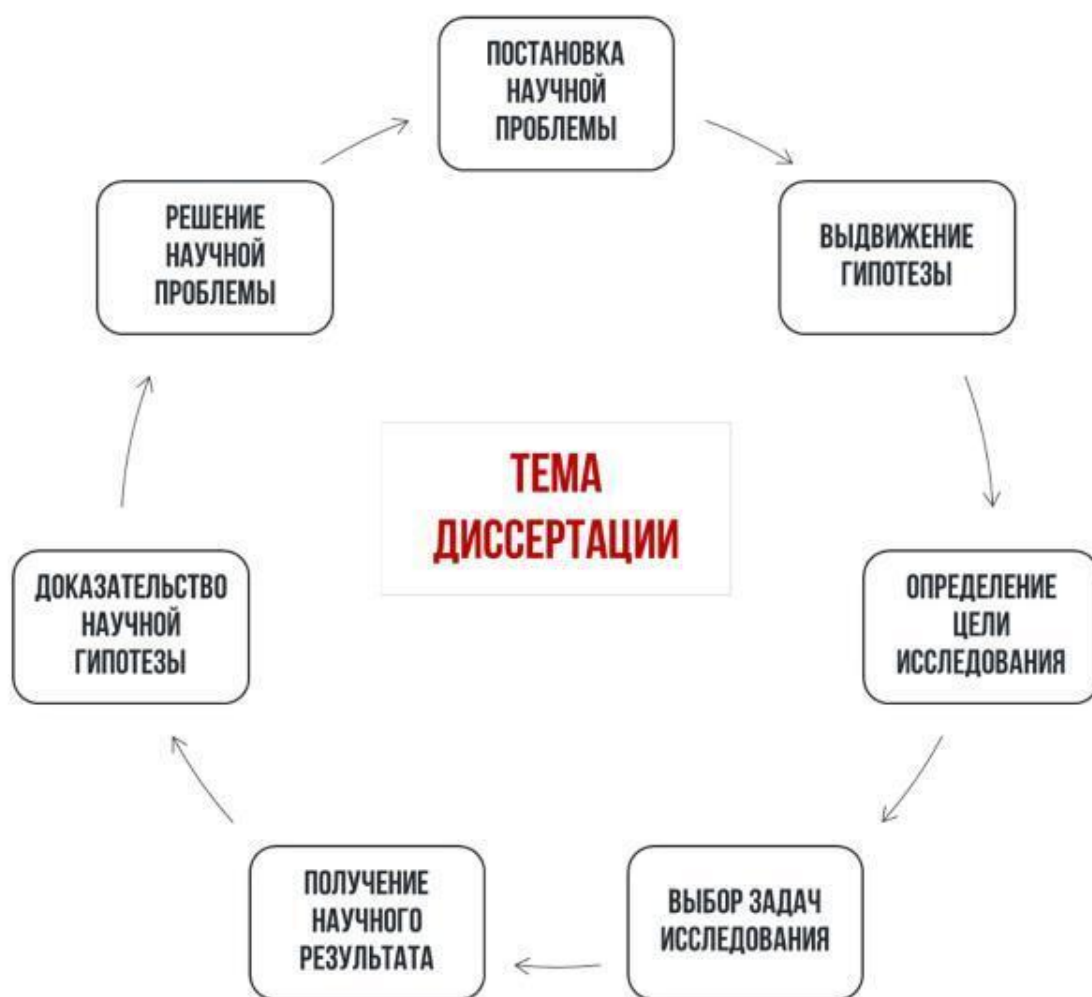 ПОСТАНОВКА
НАУЧНОЙ
ПРОБЛЕМЫ
ВЫДВИЖЕНИЕ
ГИПОТЕЗЫ
ОПРЕДЕЛЕНИЕ
ЦЕЛИ
ИССЛЕДОВАНИЯ
ВЫБОР ЗАДАЧ
ИССЛЕДОВАНИЯ
ПОЛУЧЕНИЕ
НАУЧНОГО
РЕЗУЛЬТАТА
ДОКАЗАТЕЛЬСТВО
НАУЧНОЙ
ГИПОТЕЗЫ
РЕШЕНИЕ
НАУЧНОЙ
ПРОБЛЕМЫ
ТЕМА
ДИССЕРТАЦИИ